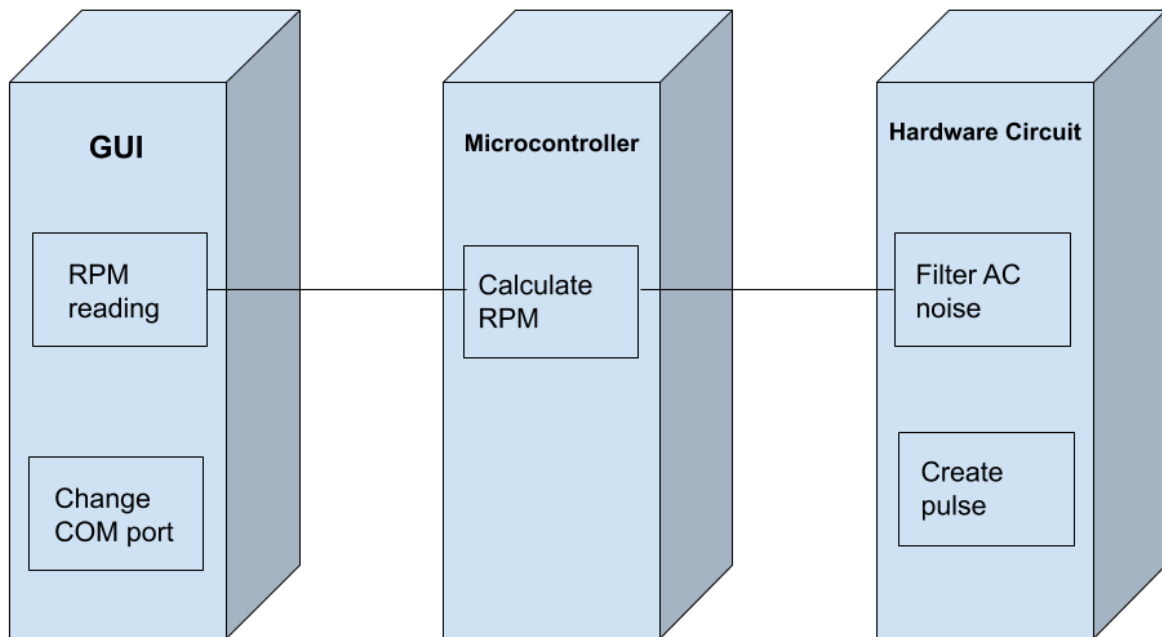 GUI
RPM
reading
Change
COM port
Microcontroller
Calculate
RPM
Hardware Circuit
Filter AC
noise
Create
pulse